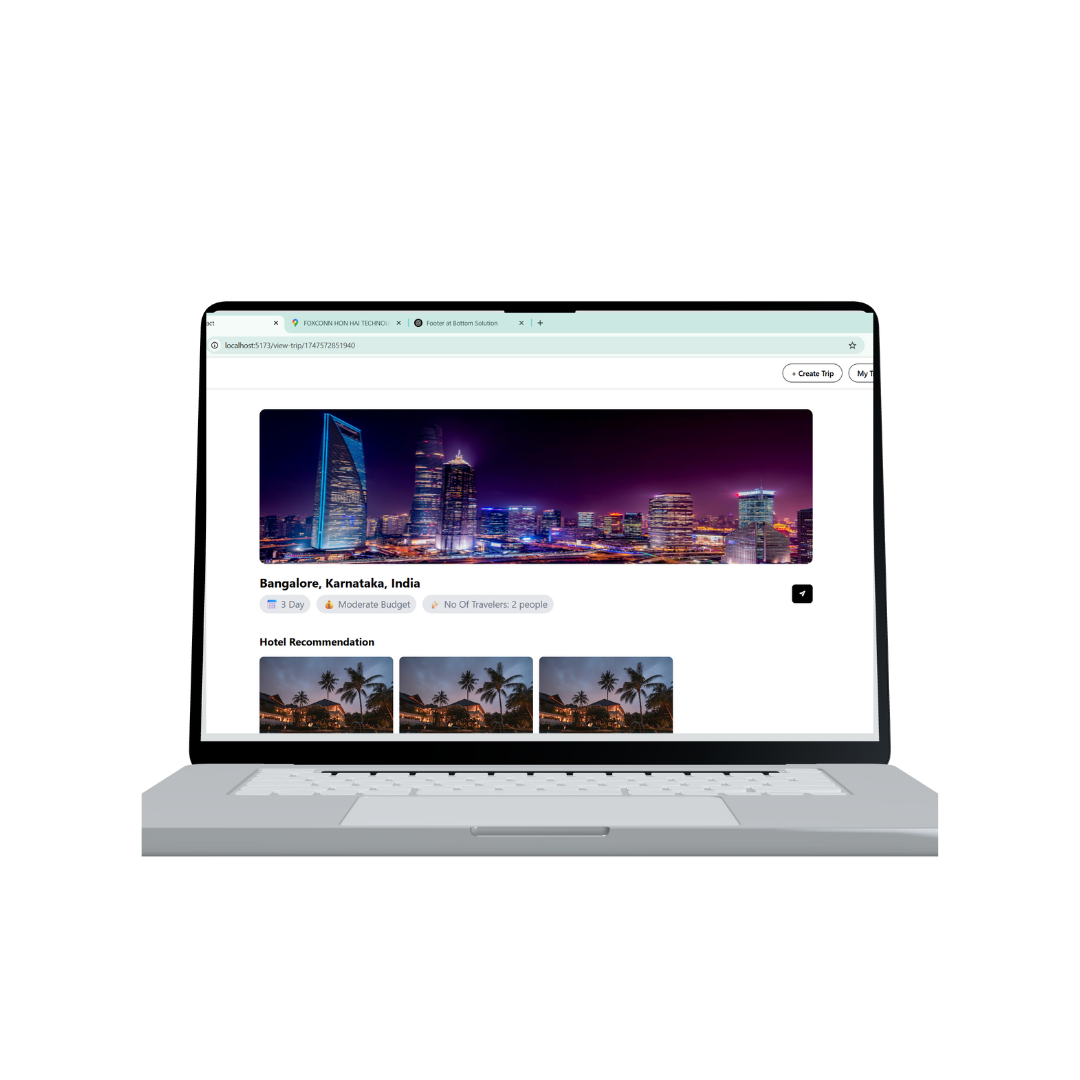 act
FOXCONN HON HAI TECHNOL
Footer at Bottom Solution
localhost:5173/view-trip/1747572851940
+ Create Trip
My T
Bangalore, Karnataka, India
3 Day
Moderate Budget
No Of Travelers: 2 people
Hotel Recommendation